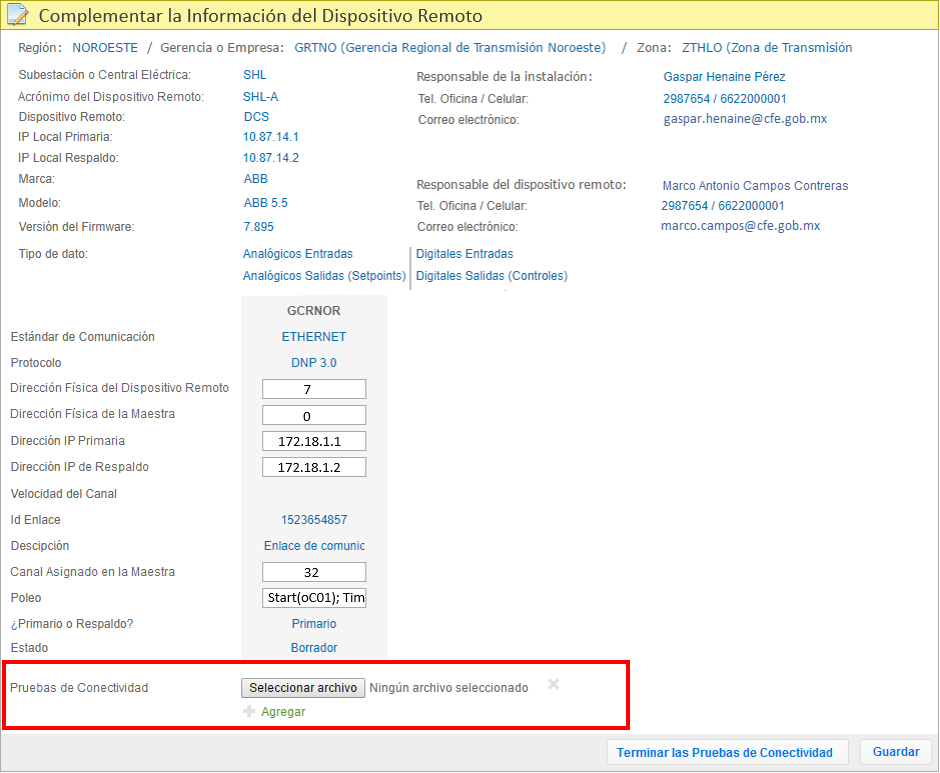 Complementar la Información del Dispositivo Remoto
Región: NOROESTE / Gerencia o Empresa: GRTNO (Gerencia Regional de Transmisión Noroeste) / Zona: ZTHLO (Zona de Transmisión
Subestación o Central Eléctrica: SHL Responsable de la instalación: Gaspar Henaine Pérez
Acrónimo del Dispositivo Remoto: SHL-A Tel. Oficina / Celular: 2987654 / 6622000001
Dispositivo Remoto: DCS Correo electrónico: gaspar.henaine@cfe.gob.mx
IP Local Primaria: 10.87.14.1
IP Local Respaldo: 10.87.14.2
Marca: ABB Responsable del dispositivo remoto: Marco Antonio Campos Contreras
Modelo: ABB 5.5 Tel. Oficina / Celular: 2987654 / 6622000001
Versión del Firmware: 7.895 Correo electrónico: marco.campos@cfe.gob.mx
Tipo de dato: Analógicos Entradas Digitales Entradas
Analógicos Salidas (Setpoints) Digitales Salidas (Controles)
GCRNOR
Estándar de Comunicación ETHERNET
Protocolo DNP 3.0
Dirección Física del Dispositivo Remoto 7
Dirección Física de la Maestra 0
Dirección IP Primaria 172.18.1.1
Dirección IP de Respaldo 172.18.1.2
Velocidad del Canal
Id Enlace 1523654857
Descipción Enlace de comunic
Canal Asignado en la Maestra 32
Poleo Start(oC01); Tim
¿Primario o Respaldo? Primario
Estado Borrador
Pruebas de Conectividad Seleccionar archivo Ningún archivo seleccionado
Agregar
Terminar las Pruebas de Conectividad Guardar